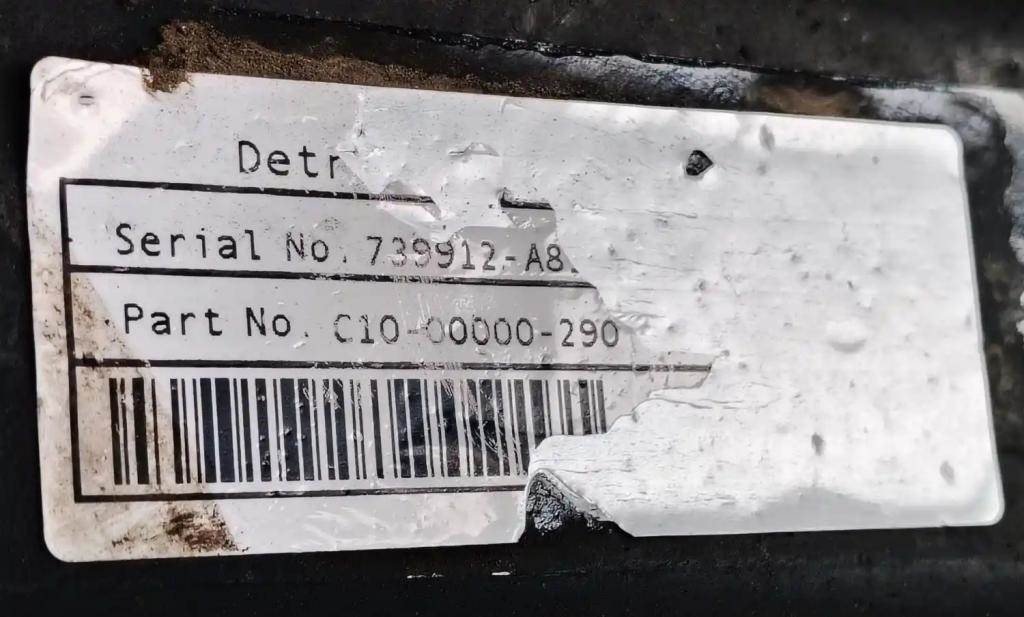 Detr
Serial No. 739912-A8
Part No. C10-00000-290